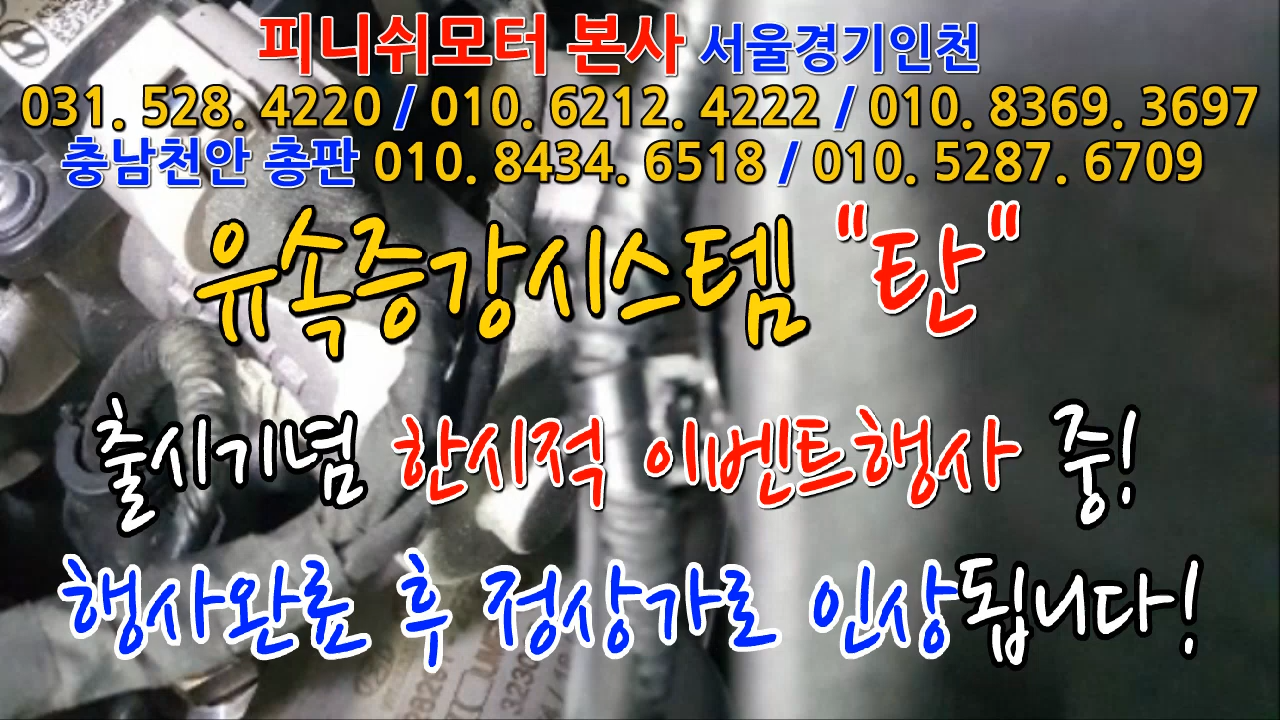 피니쉬모터 본사 서울경기인천
031. 528. 4220 / 010. 6212. 4222 / 010. 8369. 3697
충남천안 총판 010. 8434. 6518 / 010. 5287. 6709
유속증강시스템 "탄"
출시기념 한시적 이벤트행사 중!
행사완료 후 정상가로 인상됩니다!